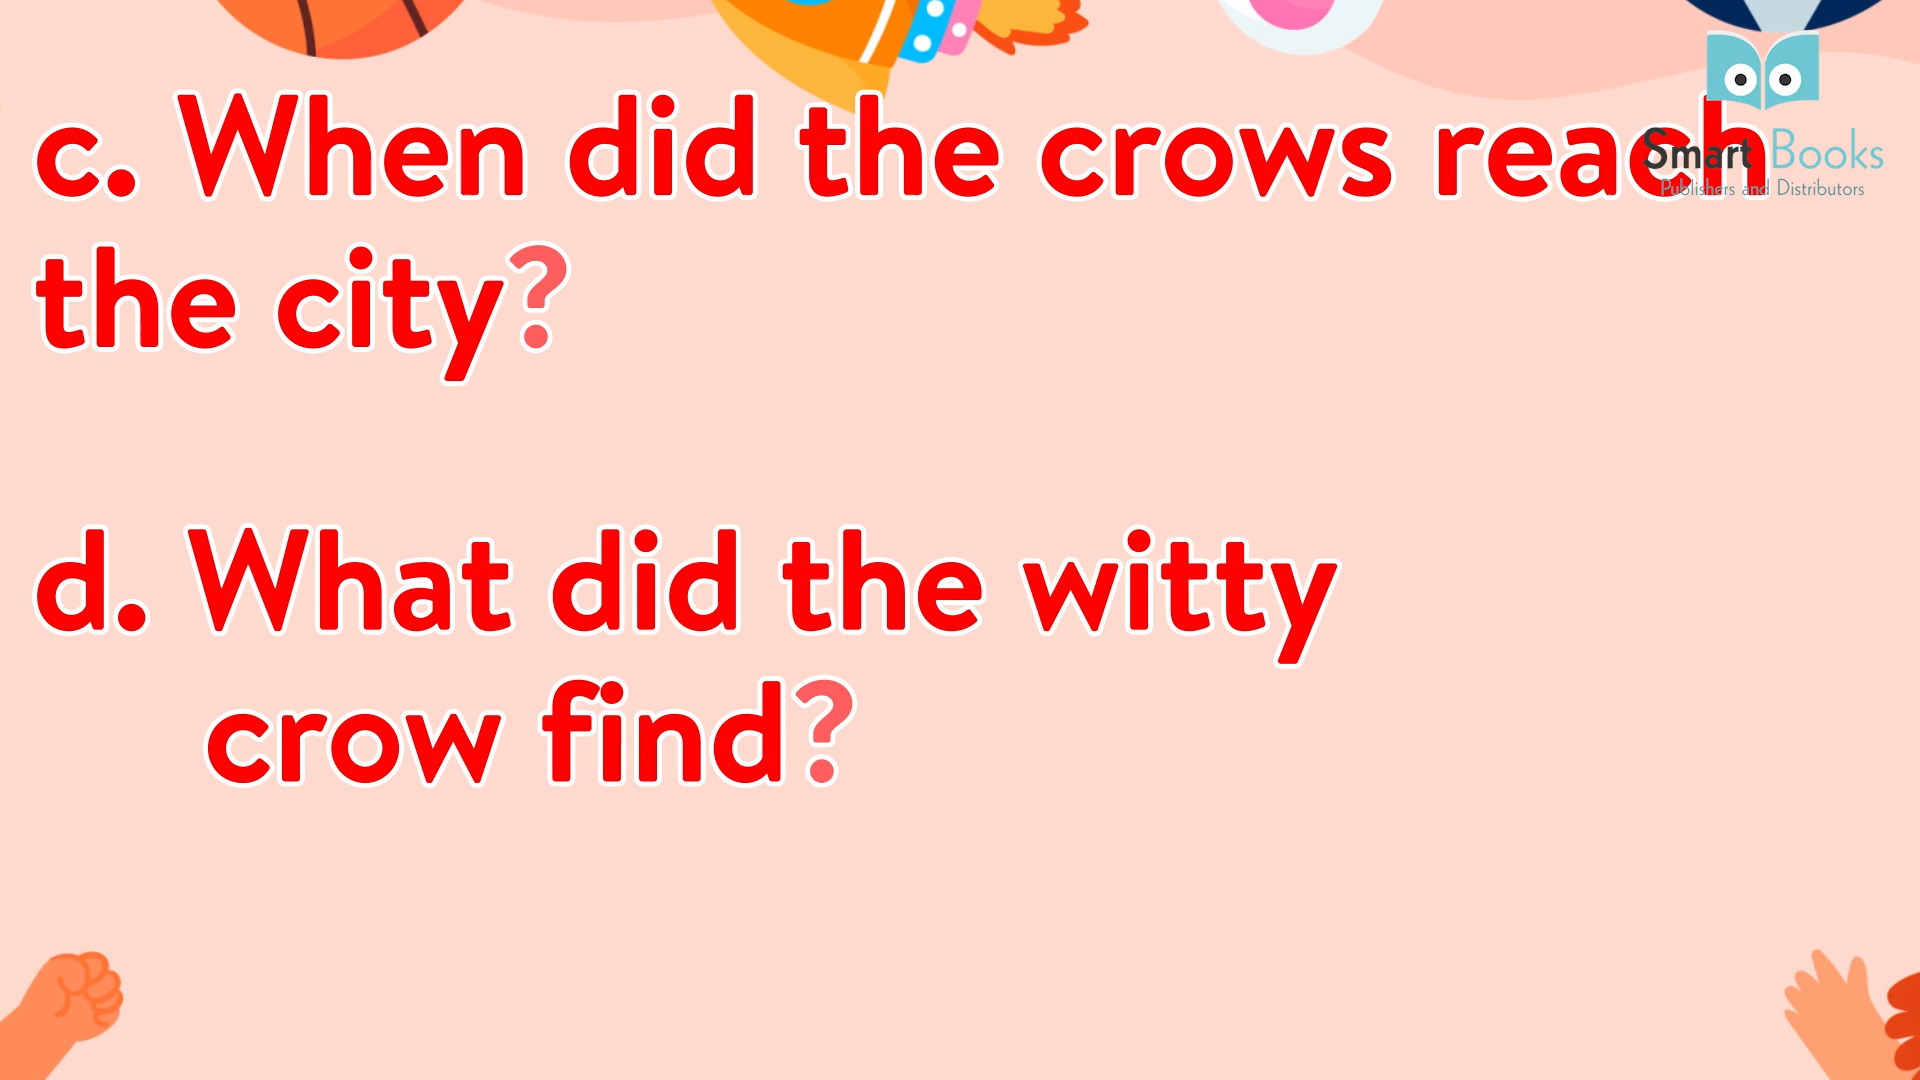 c. When did the crows reach
the city?
d. What did the witty
crow find?
Smart Books
Publishers and Distributors